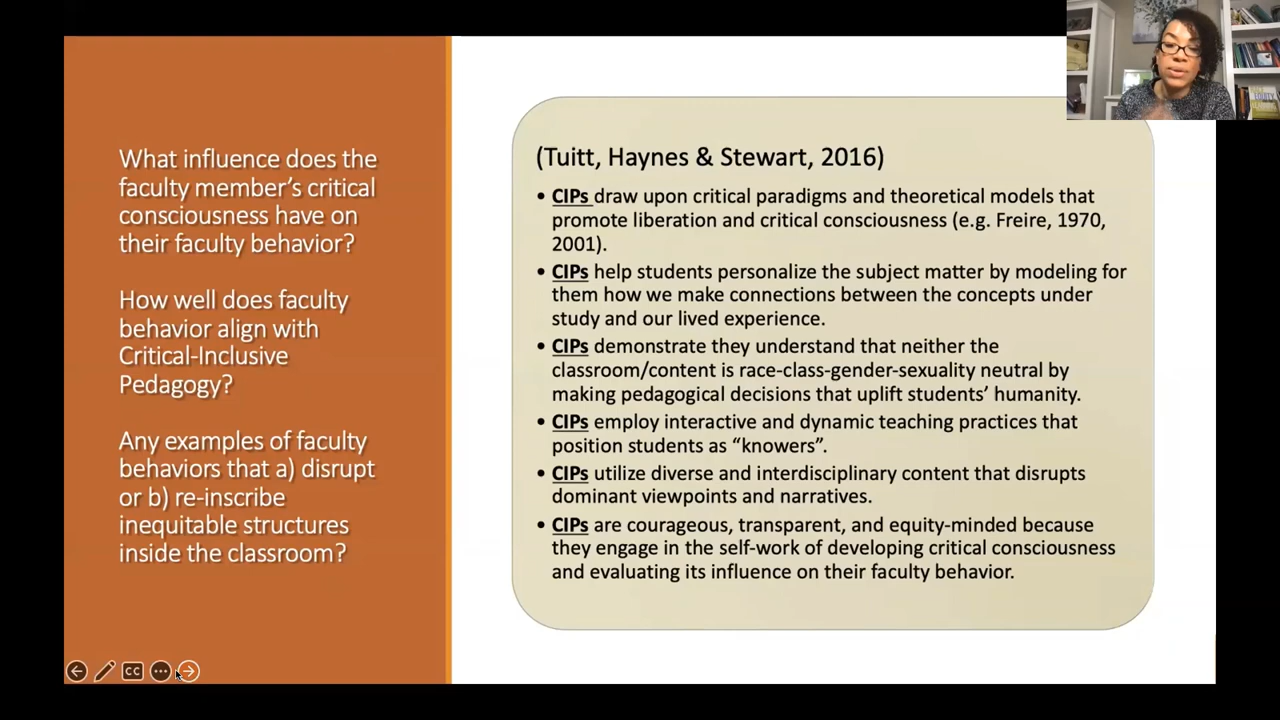 What influence does the
faculty member’s critical
consciousness have on
their faculty behavior?
How well does faculty
behavior align with
Critical-Inclusive
Pedagogy?
Any examples of faculty
behaviors that a) disrupt
or b) re-inscribe
inequitable structures
inside the classroom?
(Tuitt, Haynes & Stewart, 2016)
• CIPs draw upon critical paradigms and theoretical models that
promote liberation and critical consciousness (e.g. Freire, 1970,
2001).
• CIPs help students personalize the subject matter by modeling for
them how we make connections between the concepts under
study and our lived experience.
• CIPs demonstrate they understand that neither the
classroom/content is race-class-gender-sexuality neutral by
making pedagogical decisions that uplift students’ humanity.
• CIPs employ interactive and dynamic teaching practices that
position students as “knowers”.
• CIPs utilize diverse and interdisciplinary content that disrupts
dominant viewpoints and narratives.
• CIPs are courageous, transparent, and equity-minded because
they engage in the self-work of developing critical consciousness
and evaluating its influence on their faculty behavior.
CC